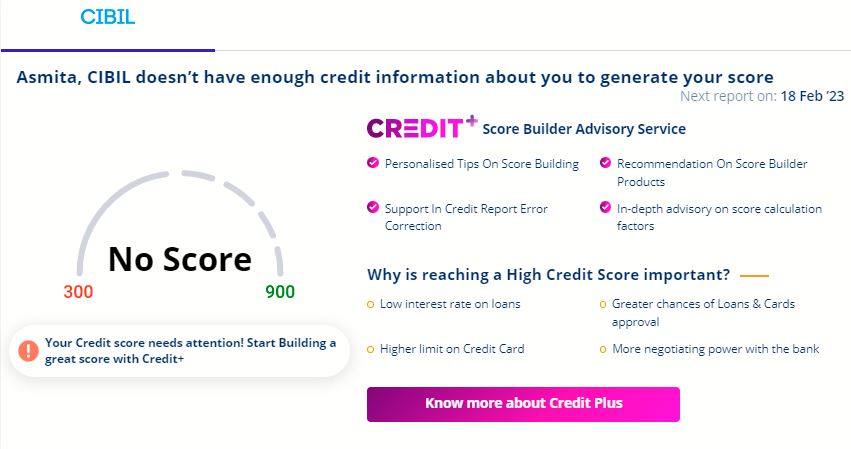 CIBIL
Asmita, CIBIL doesn’t have enough credit information about you to generate your score
Next report on: 18 Feb ’23
CREDIT+ Score Builder Advisory Service
Personalised Tips On Score Building
Recommendation On Score Builder
Products
Support In Credit Report Error
Correction
In-depth advisory on score calculation
factors
No Score
300
900
Your Credit score needs attention! Start Building a
great score with Credit+
Why is reaching a High Credit Score important?
Low interest rate on loans
Greater chances of Loans & Cards
approval
Higher limit on Credit Card
More negotiating power with the bank
Know more about Credit Plus